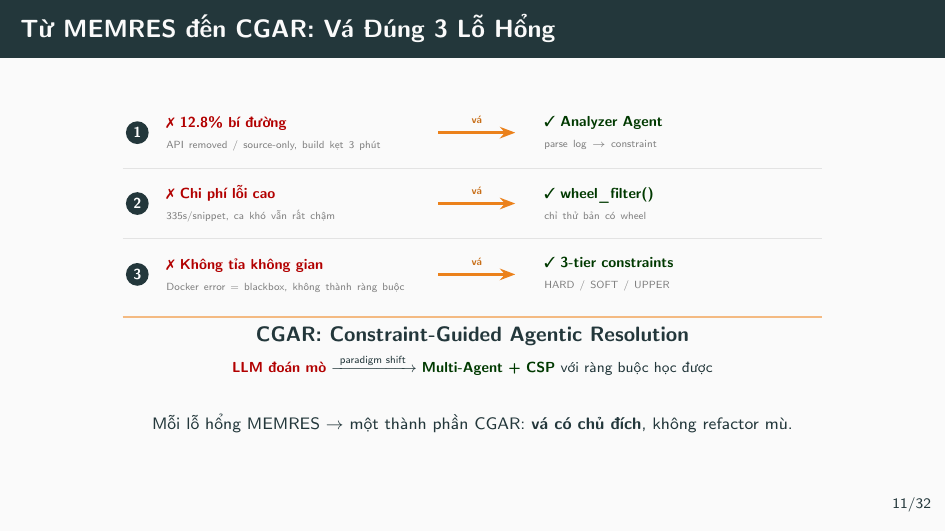 Từ MEMRES đến CGAR: Vá Đúng 3 Lỗ Hổng
1 ✗ 12.8% bí đường vá ✓ Analyzer Agent
API removed / source-only, build kẹt 3 phút parse log → constraint
2 ✗ Chi phí lỗi cao vá ✓ wheel_filter()
335s/snippet, ca khó vẫn rất chậm chỉ thử bản có wheel
3 ✗ Không tỉa không gian vá ✓ 3-tier constraints
Docker error = blackbox, không thành ràng buộc HARD / SOFT / UPPER
CGAR: Constraint-Guided Agentic Resolution
LLM đoán mò paradigm shift → Multi-Agent + CSP với ràng buộc học được
Mỗi lỗ hổng MEMRES → một thành phần CGAR: vá có chủ đích, không refactor mù.
11/32